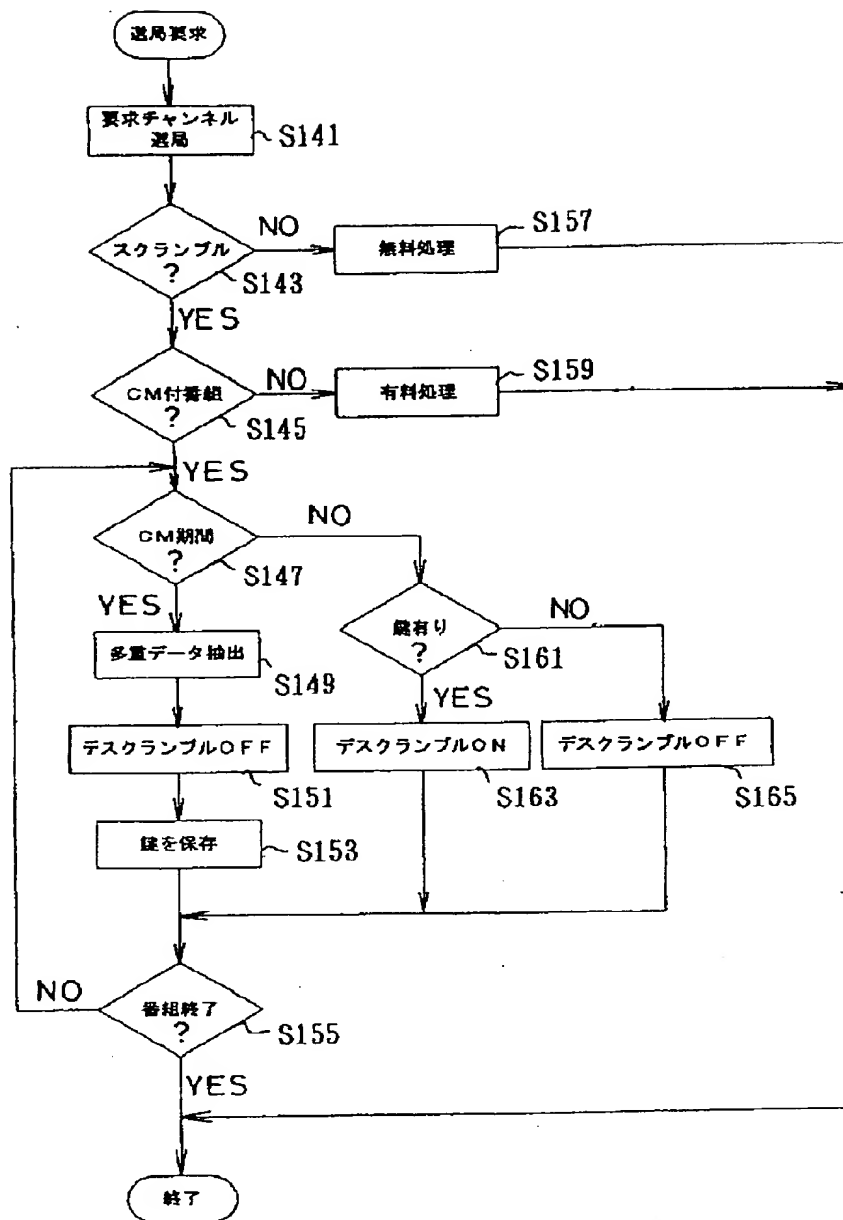 選局要求
要求チャンネル
選局
S141
スクランブル
?
S143
NO
S157
無料処理
YES
CM付番組
?
S145
NO
S159
有料処理
YES
CM期間
?
S147
NO
YES
鍵有り
?
S161
NO
YES
多重データ抽出
S149
デスクランブルOFF
S151
デスクランブルON
S163
デスクランブルOFF
S165
鍵を保存
S153
NO
番組終了
?
S155
YES
終了